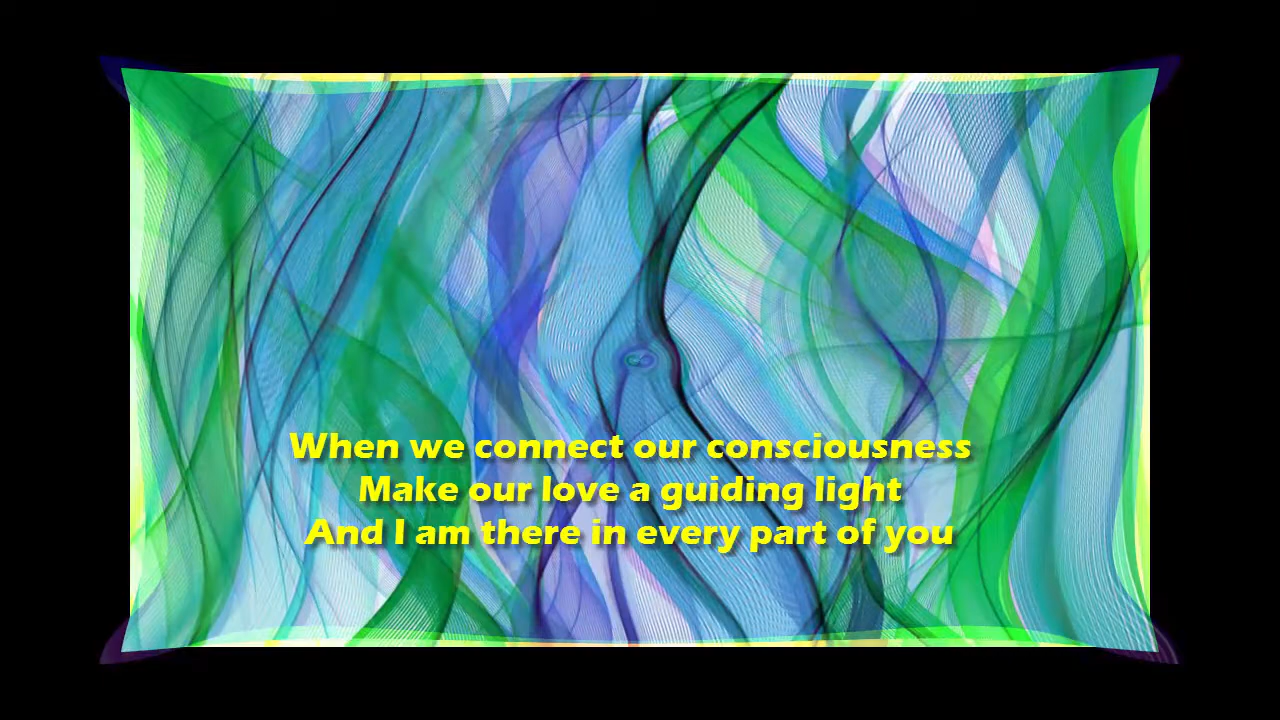 When we connect our consciousness
Make our love a guiding light
And I am there in every part of you